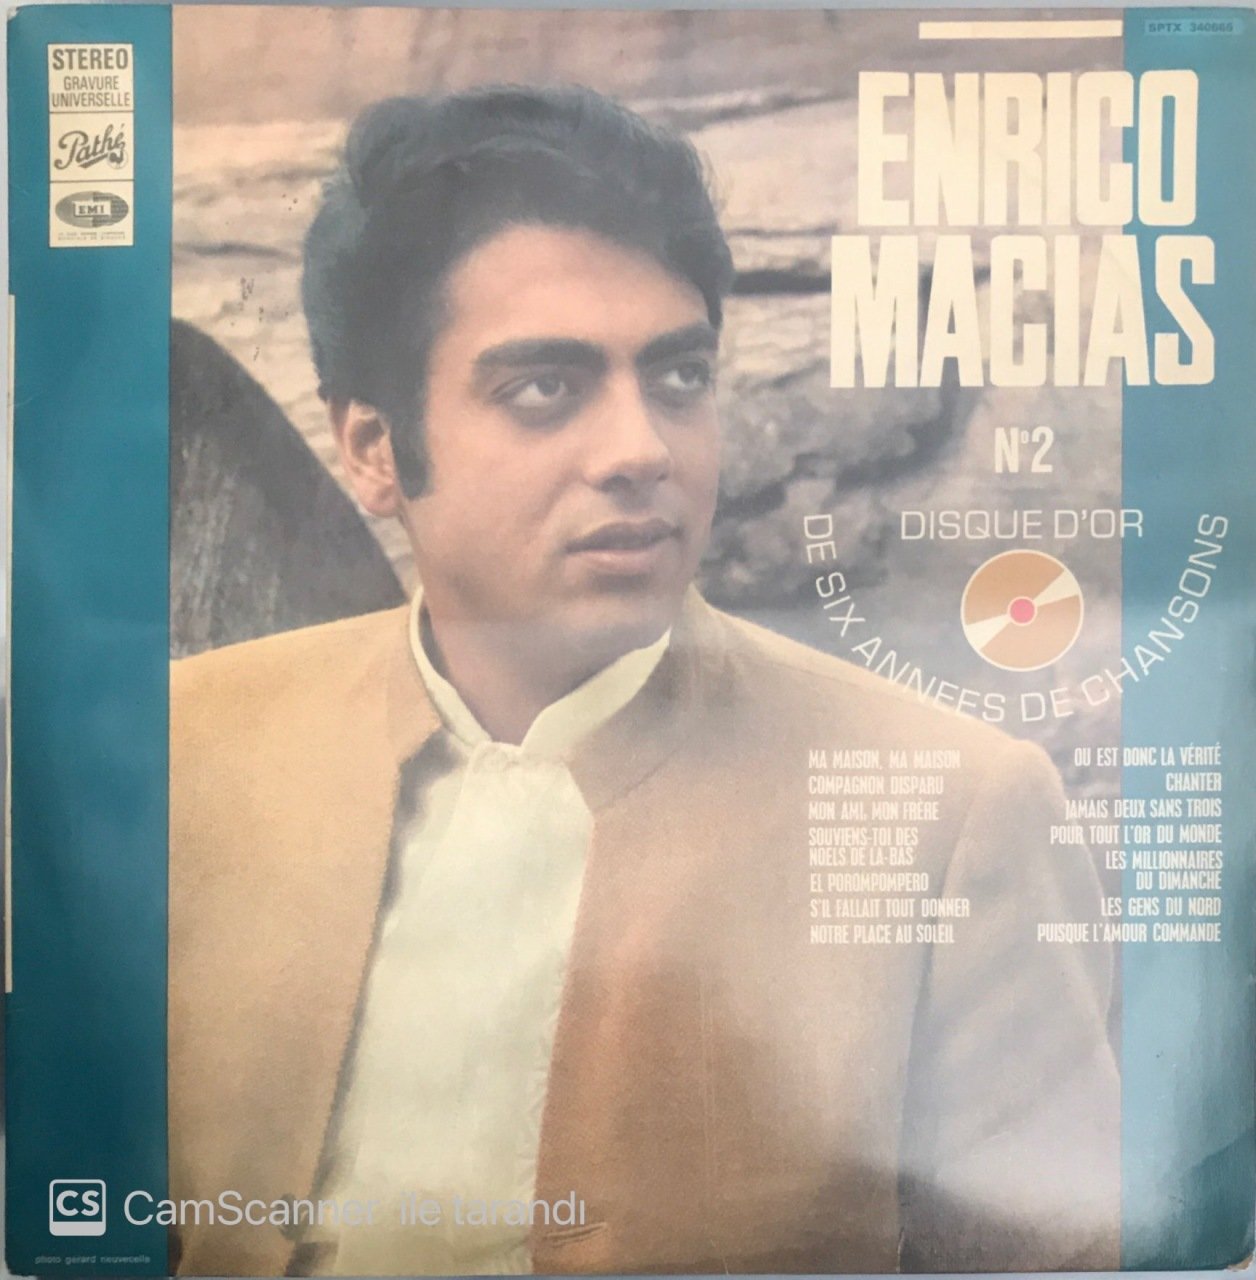 SPTX 340666
STEREO
GRAVURE
UNIVERSELLE
Pathé
EMI
ENRICO
MACIAS
Nº2
DISQUE D'OR
DE SIX ANNEES DE CHANSONS
MA MAISON, MA MAISON
COMPAGNON DISPARU
MON AMI, MON FRÈRE
SOUVIENS-TOI DES
NOELS DE LA-BAS
EL POROMPOMPERO
S'IL FALLAIT TOUT DONNER
NOTRE PLACE AU SOLEIL
OU EST DONC LA VÉRITÉ
CHANTER
JAMAIS DEUX SANS TROIS
POUR TOUT L'OR DU MONDE
LES MILLIONNAIRES
DU DIMANCHE
LES GENS DU NORD
PUISQUE L'AMOUR COMMANDE
CS CamScanner ile tarandı
photo gérard neuvecelle